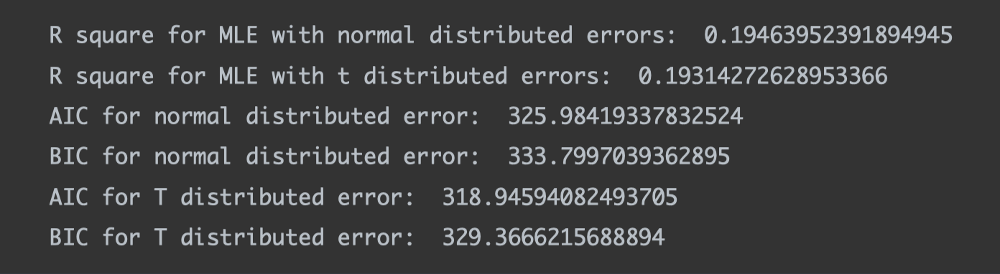 R square for MLE with normal distributed errors:  0.19463952391894945
R square for MLE with t distributed errors:  0.19314272628953366
AIC for normal distributed error:  325.98419337832524
BIC for normal distributed error:  333.7997039362895
AIC for T distributed error:  318.94594082493705
BIC for T distributed error:  329.3666215688894